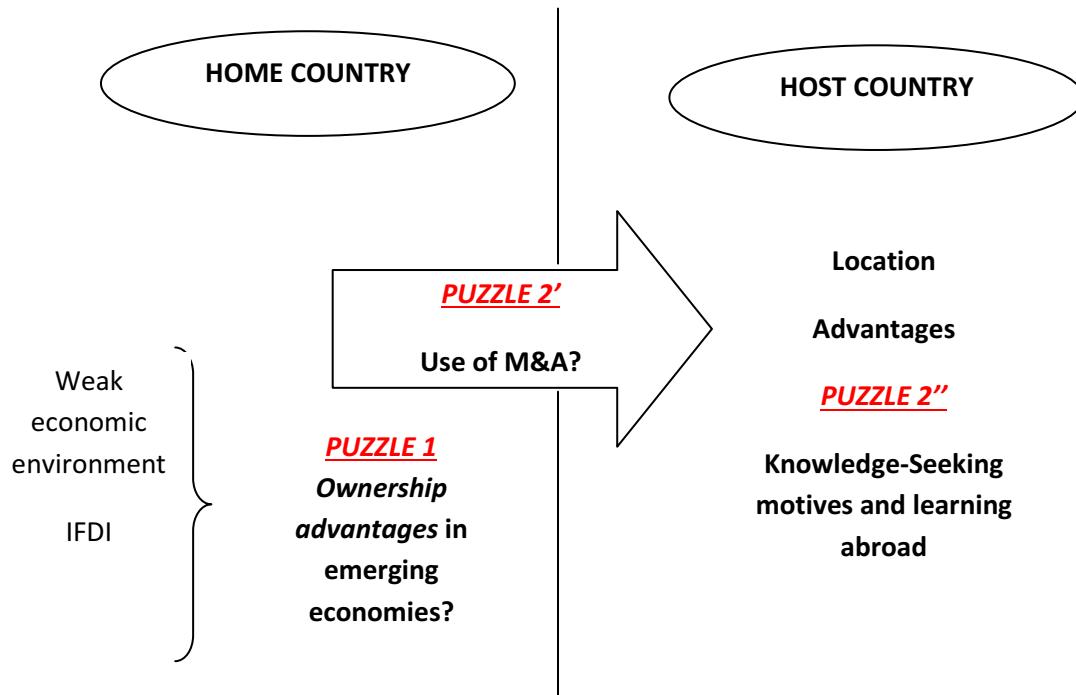 HOME COUNTRY
HOST COUNTRY
PUZZLE 2’
Use of M&A?
Weak
economic
environment
IFDI
PUZZLE 1
Ownership
advantages in
emerging
economies?
Location
Advantages
PUZZLE 2’’
Knowledge-Seeking
motives and learning
abroad